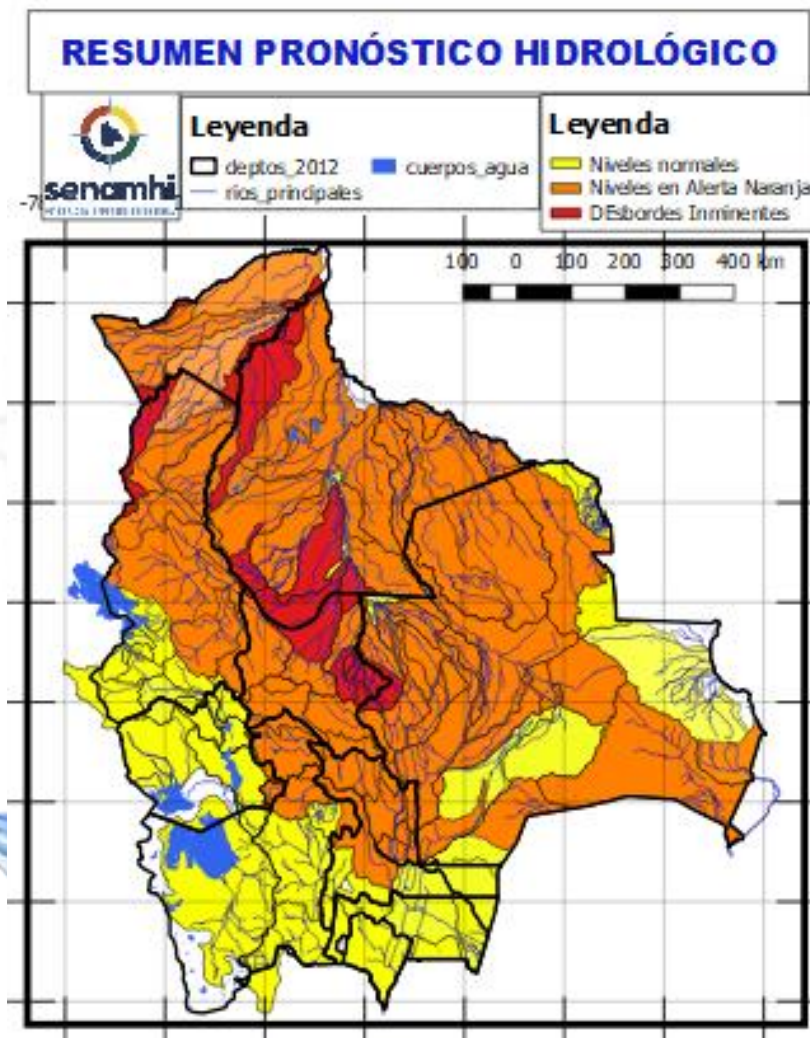 RESUMEN PRONÓSTICO HIDROLÓGICO
senamhi
Leyenda
deptos_2012
cuerpos_agua
rios_principales
Leyenda
Niveles normales
Niveles en Alerta Naranja
DEsbordes Inminentes
100 0 100 200 300 400 km